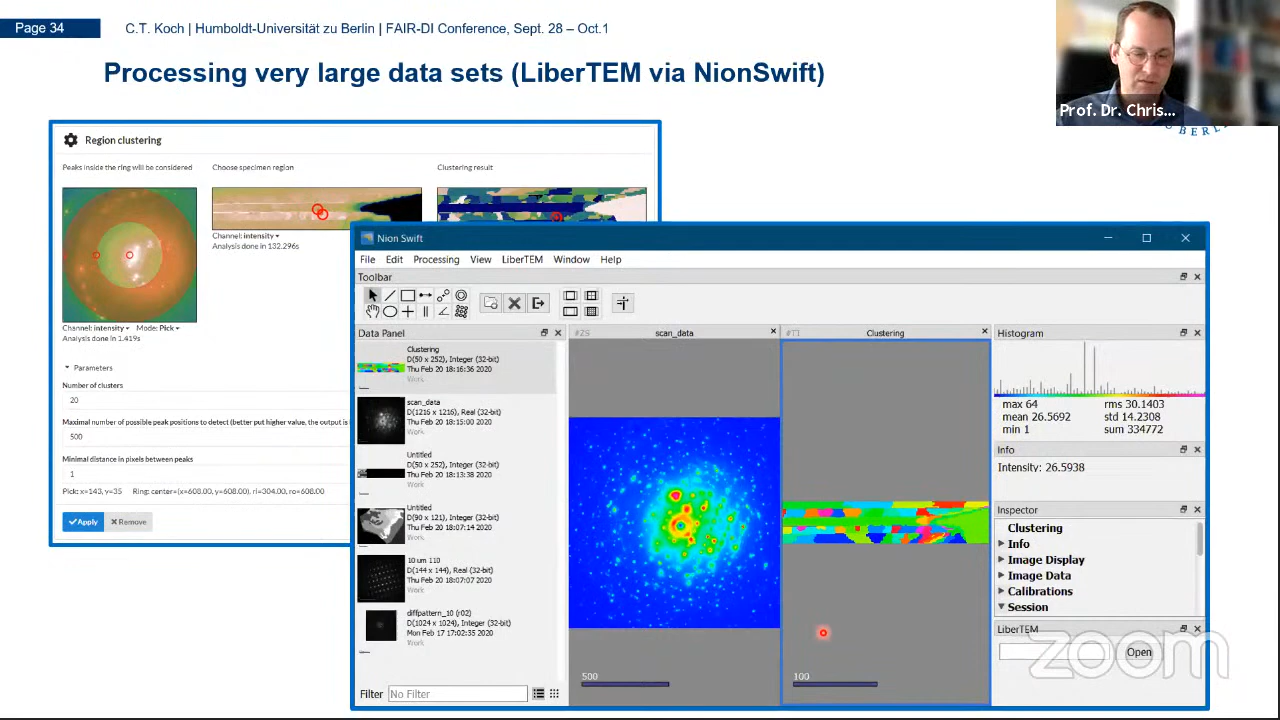 Page 34
C.T. Koch | Humboldt-Universität zu Berlin | FAIR-DI Conference, Sept. 28 – Oct.1
Processing very large data sets (LiberTEM via NionSwift)
Prof. Dr. Chris...
BERLI
Region clustering
Peaks inside the ring will be considered
Choose specimen region
Clustering result
Channel: intensity
Analysis done in 132.296s
Channel: intensity Mode: Pick
Analysis done in 1.419s
Parameters
Number of clusters
20
Maximal number of possible peak positions to detect (better put higher value, the output is
500
Minimal distance in pixels between peaks
1
Pick: x=143, y=35 Ring: center=(x=608.00, y=608.00), ri=304.00, ro=608.00
Apply
Remove
Nion Swift
File Edit Processing View LiberTEM Window Help
Toolbar
Data Panel
Clustering
D(50 x 252), Integer (32-bit)
Thu Feb 20 18:16:36 2020
Work
scan_data
D(1216 x 1216), Real (32-bit)
Thu Feb 20 18:15:00 2020
Work
Untitled
D(50 x 252), Integer (32-bit)
Thu Feb 20 18:13:38 2020
Work
Untitled
D(90 x 121), Integer (32-bit)
Thu Feb 20 18:07:14 2020
Work
10 um 110
D(144 x 144), Real (32-bit)
Thu Feb 20 18:07:07 2020
Work
diffpattern_10 (r02)
D(1024 x 1024), Integer (32-bit)
Mon Feb 17 17:02:35 2020
Work
Filter No Filter
scan_data
500
Clustering
100
Histogram
max 64 rms 30.1403
mean 26.5692 std 14.2308
min 1 sum 334772
Info
Intensity: 26.5938
Inspector
Clustering
Info
Image Display
Image Data
Calibrations
Session
LiberTEM
Open
zoom